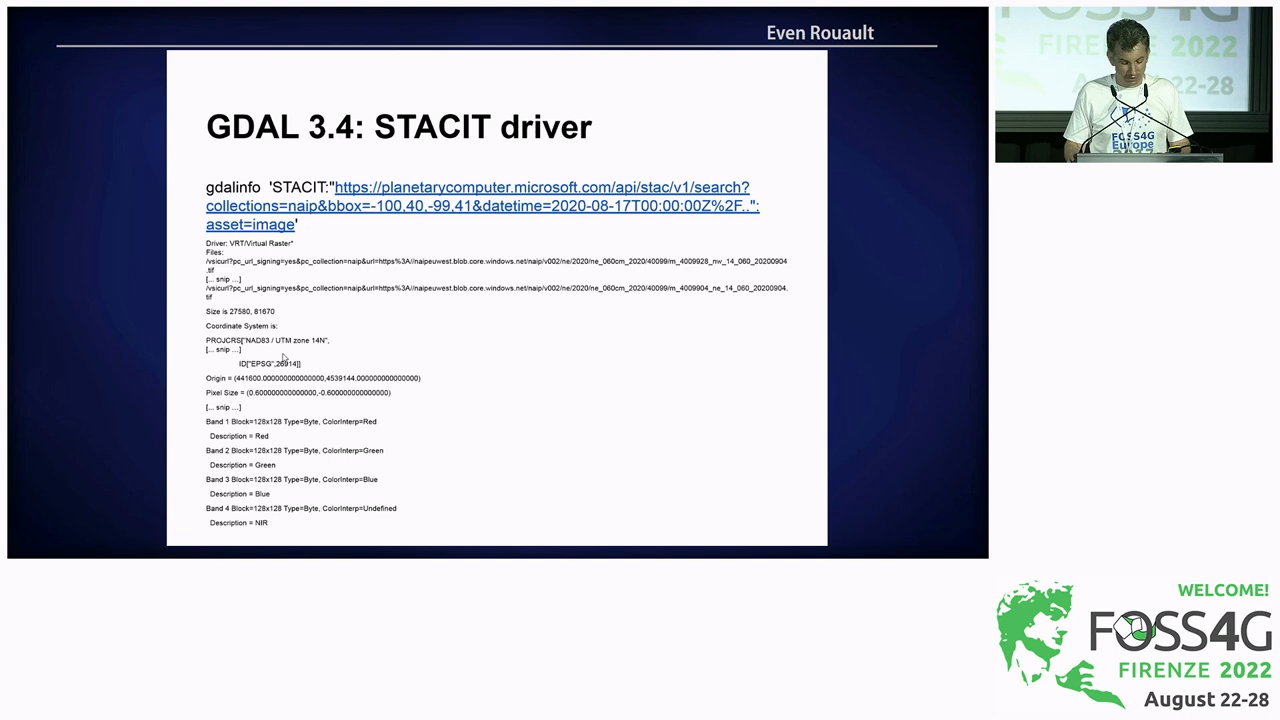 Even Rouault
GDAL 3.4: STACIT driver
gdalinfo 'STACIT:"https://planetarycomputer.microsoft.com/api/stac/v1/search?
collections=naip&bbox=-100,40,-99,41&datetime=2020-08-17T00:00:00Z%2F..":
asset=image'
Driver: VRT/Virtual Raster"
Files:
/vsicurl?pc_url_signing=yes&pc_collection=naip&url=https%3A//naipeuwest.blob.core.windows.net/naip/v002/ne/2020/ne_060cm_2020/40099/m_4009928_nw_14_060_20200904
.tif
[... snip ...]
/vsicurl?pc_url_signing=yes&pc_collection=naip&url=https%3A//naipeuwest.blob.core.windows.net/naip/v002/ne/2020/ne_060cm_2020/40099/m_4009904_ne_14_060_20200904.
tif
Size is 27580, 81670
Coordinate System is:
PROJCRS["NAD83 / UTM zone 14N",
[... snip ...]
ID["EPSG",26914]]
Origin = (441600.000000000000000,4539144.000000000000000)
Pixel Size = (0.600000000000000,-0.600000000000000)
[... snip ...]
Band 1 Block=128x128 Type=Byte, ColorInterp=Red
Description = Red
Band 2 Block=128x128 Type=Byte, ColorInterp=Green
Description = Green
Band 3 Block=128x128 Type=Byte, ColorInterp=Blue
Description = Blue
Band 4 Block=128x128 Type=Byte, ColorInterp=Undefined
Description = NIR
FIRENZE 2022
22-28
FOSS4G
Europe
WELCOME!
FOSS4G
FIRENZE 2022
August 22-28